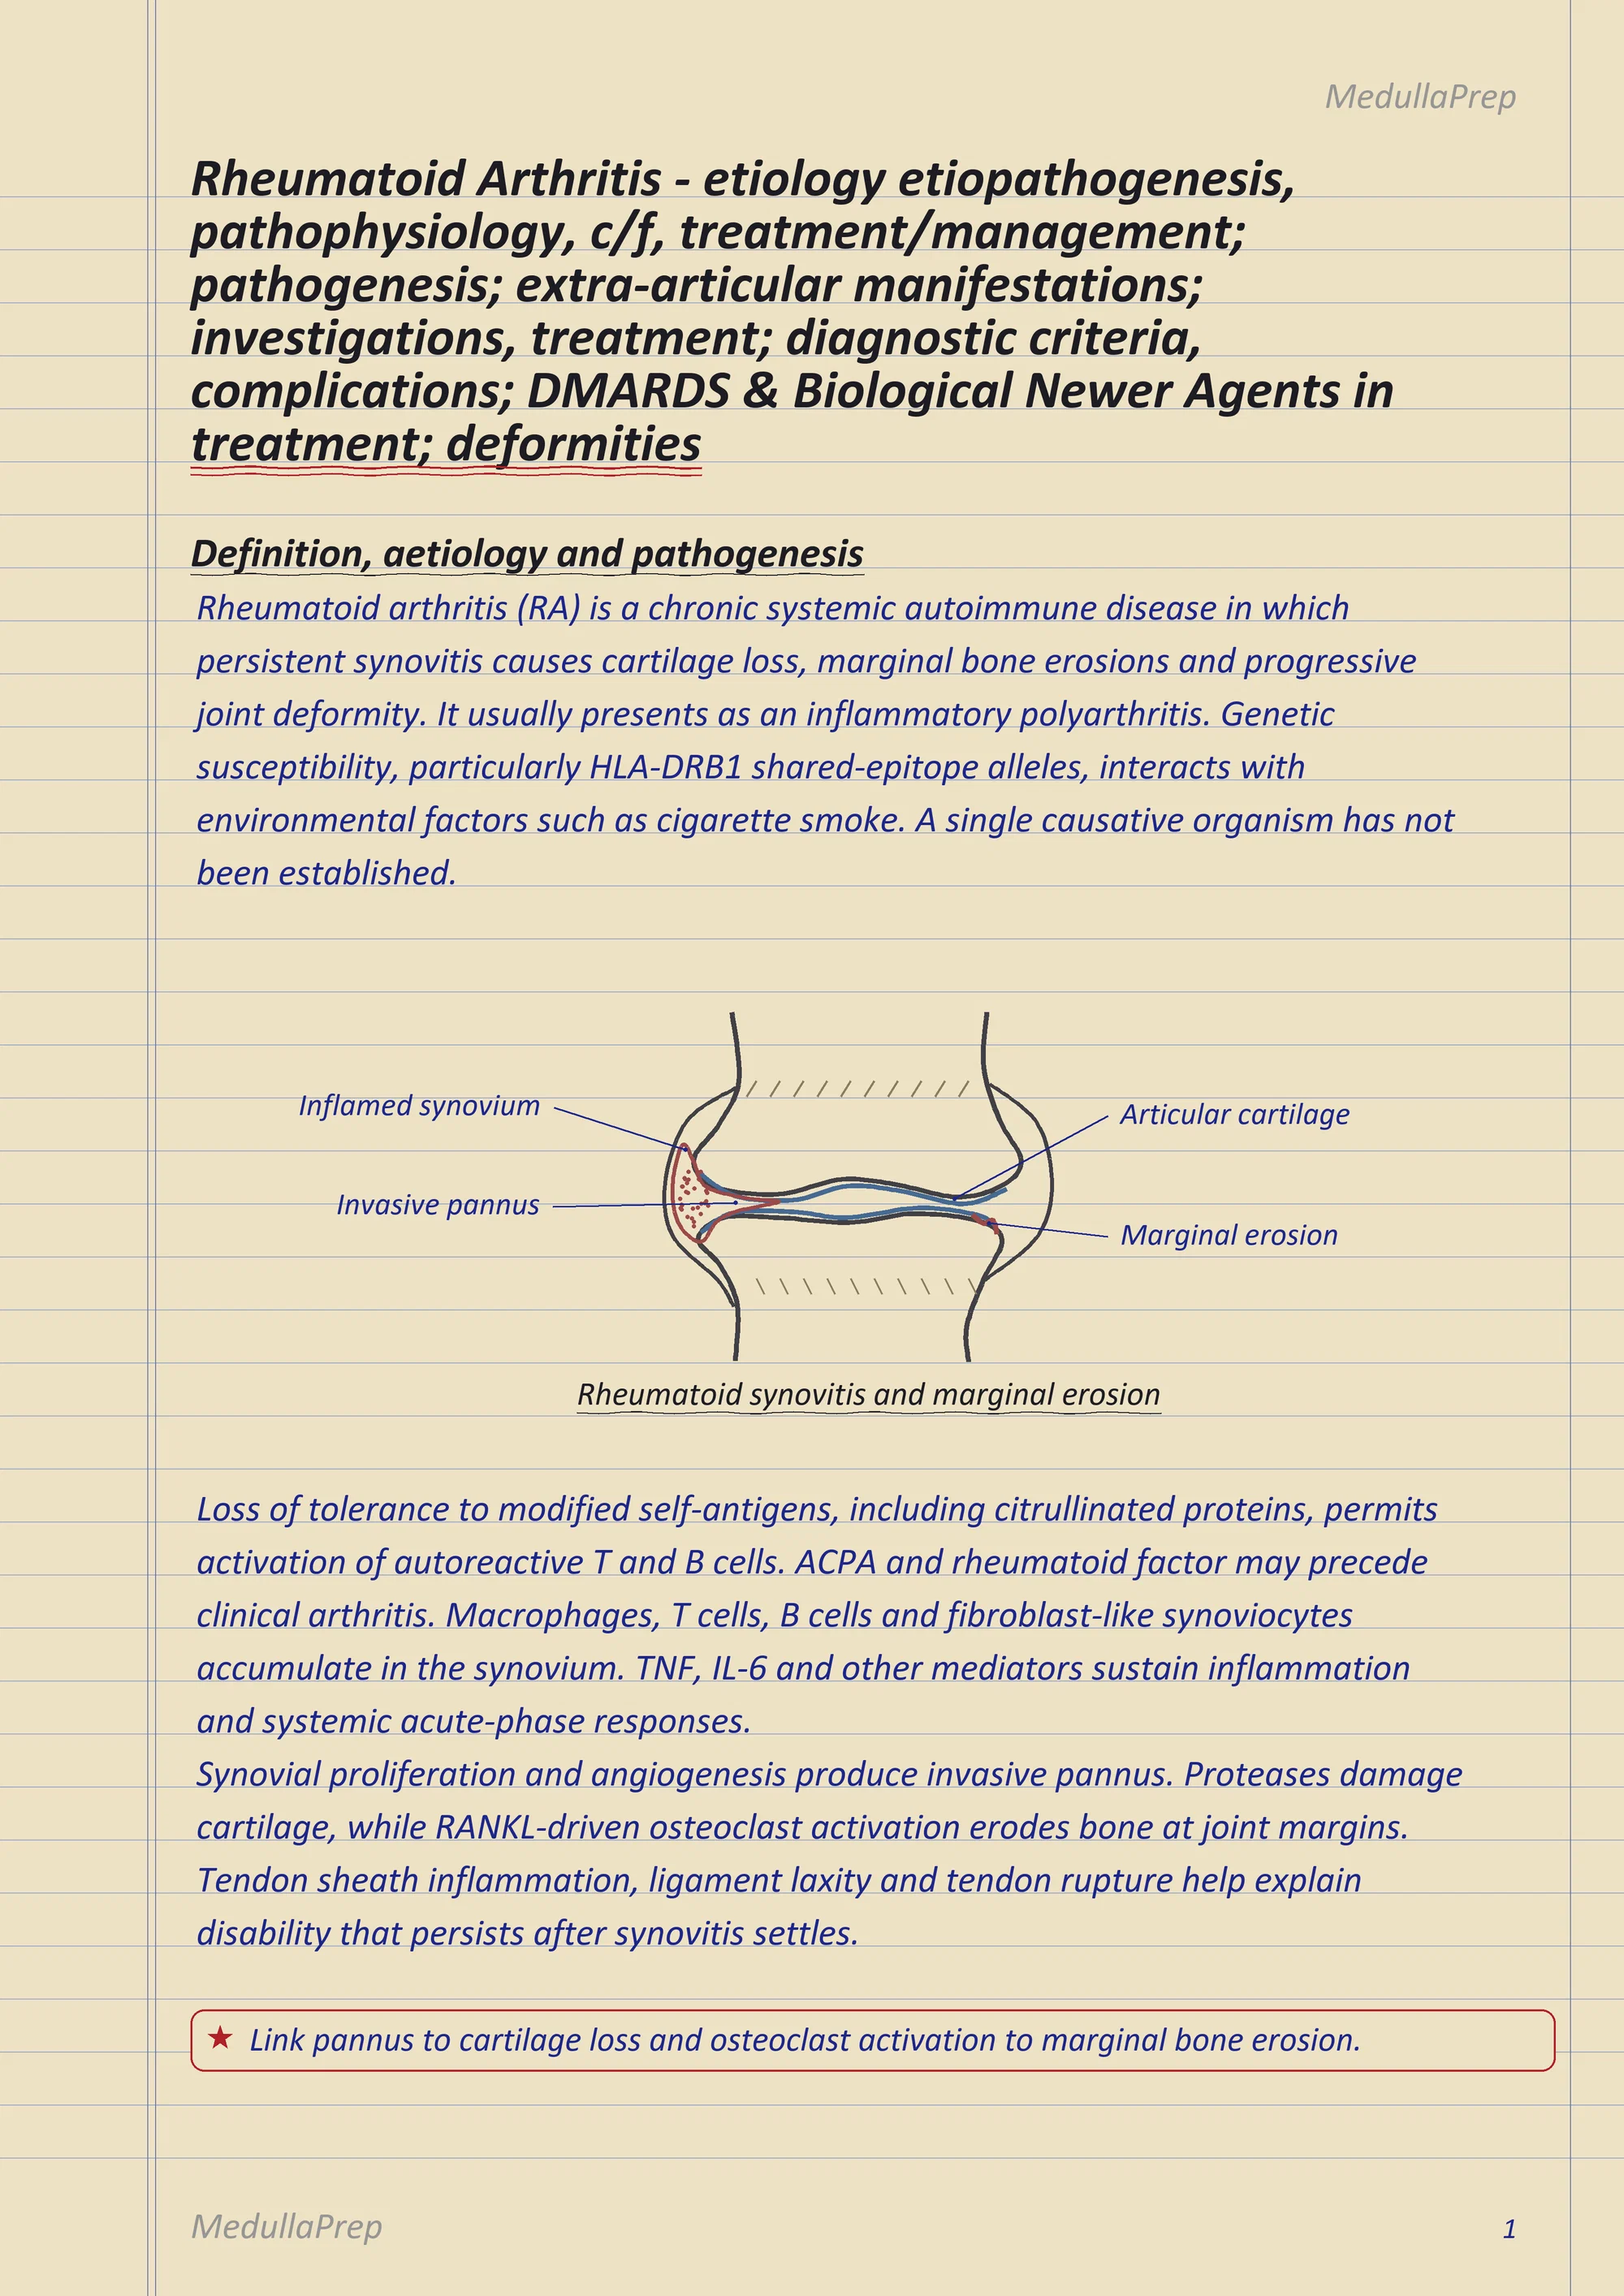 MedullaPrep
Rheumatoid Arthritis - etiology etiopathogenesis,
pathophysiology, c/f, treatment/management;
pathogenesis; extra-articular manifestations;
investigations, treatment; diagnostic criteria,
complications; DMARDS & Biological Newer Agents in
treatment; deformities
Definition, aetiology and pathogenesis
Rheumatoid arthritis (RA) is a chronic systemic autoimmune disease in which
persistent synovitis causes cartilage loss, marginal bone erosions and progressive
joint deformity. It usually presents as an inflammatory polyarthritis. Genetic
susceptibility, particularly HLA-DRB1 shared-epitope alleles, interacts with
environmental factors such as cigarette smoke. A single causative organism has not
been established.
Inflamed synovium
Articular cartilage
Invasive pannus
Marginal erosion
Rheumatoid synovitis and marginal erosion
Loss of tolerance to modified self-antigens, including citrullinated proteins, permits
activation of autoreactive T and B cells. ACPA and rheumatoid factor may precede
clinical arthritis. Macrophages, T cells, B cells and fibroblast-like synoviocytes
accumulate in the synovium. TNF, IL-6 and other mediators sustain inflammation
and systemic acute-phase responses.
Synovial proliferation and angiogenesis produce invasive pannus. Proteases damage
cartilage, while RANKL-driven osteoclast activation erodes bone at joint margins.
Tendon sheath inflammation, ligament laxity and tendon rupture help explain
disability that persists after synovitis settles.
★ Link pannus to cartilage loss and osteoclast activation to marginal bone erosion.
MedullaPrep
1